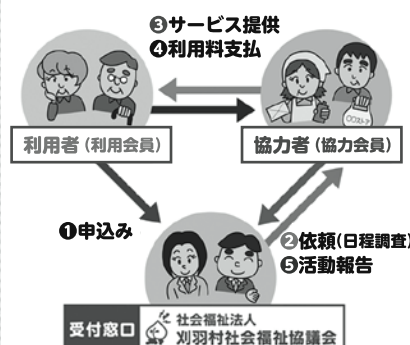 ❸サービス提供
❹利用料支払
利用者（利用会員）
協力者（協力会員）
○○ストア
❶申込み
❷依頼(日程調査)
❺活動報告
受付窓口
社会福祉法人
刈羽村社会福祉協議会